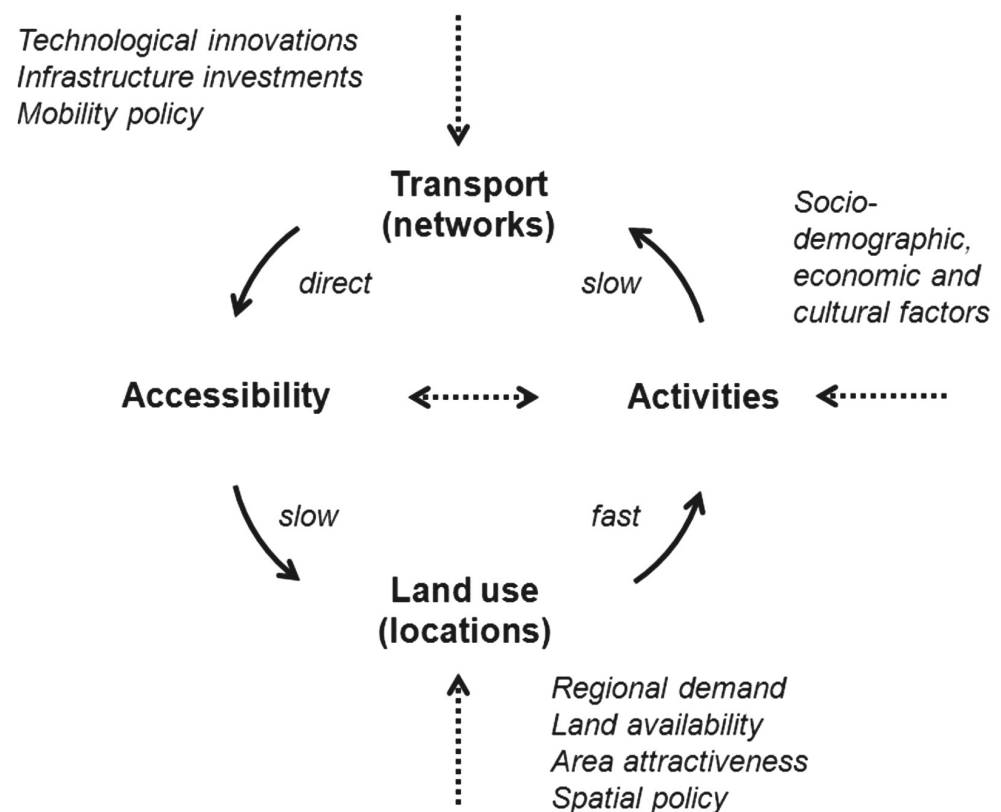 Technological innovations
Infrastructure investments
Mobility policy
Transport
(networks)
Socio-
demographic,
economic and
cultural factors
direct
slow
Accessibility
Activities
slow
fast
Land use
(locations)
Regional demand
Land availability
Area attractiveness
Spatial policy